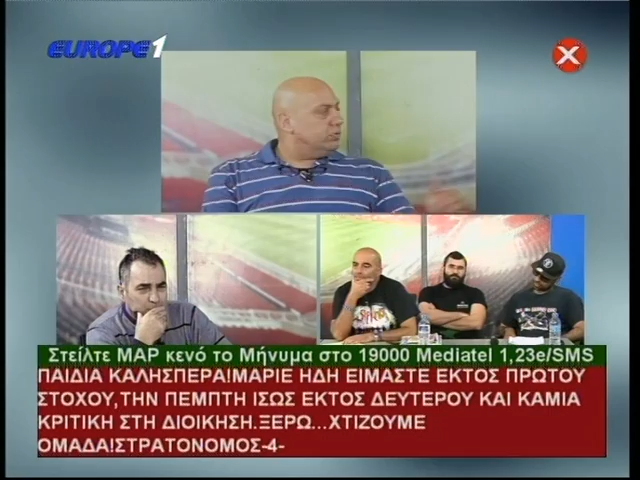 EUROPE1
Στείλτε MAP κενό το Μήνυμα στο 19000 Mediatel 1,23e/SMS
ΠΑΙΔΙΑ ΚΑΛΗΣΠΕΡΑ!ΜΑΡΙΕ ΗΔΗ ΕΙΜΑΣΤΕ ΕΚΤΟΣ ΠΡΩΤΟΥ
ΣΤΟΧΟΥ,ΤΗΝ ΠΕΜΠΤΗ ΙΣΩΣ ΕΚΤΟΣ ΔΕΥΤΕΡΟΥ ΚΑΙ ΚΑΜΙΑ
ΚΡΙΤΙΚΗ ΣΤΗ ΔΙΟΙΚΗΣΗ.ΞΕΡΩ...ΧΤΙΖΟΥΜΕ
ΟΜΑΔΑ!ΣΤΡΑΤΟΝΟΜΟΣ-4-